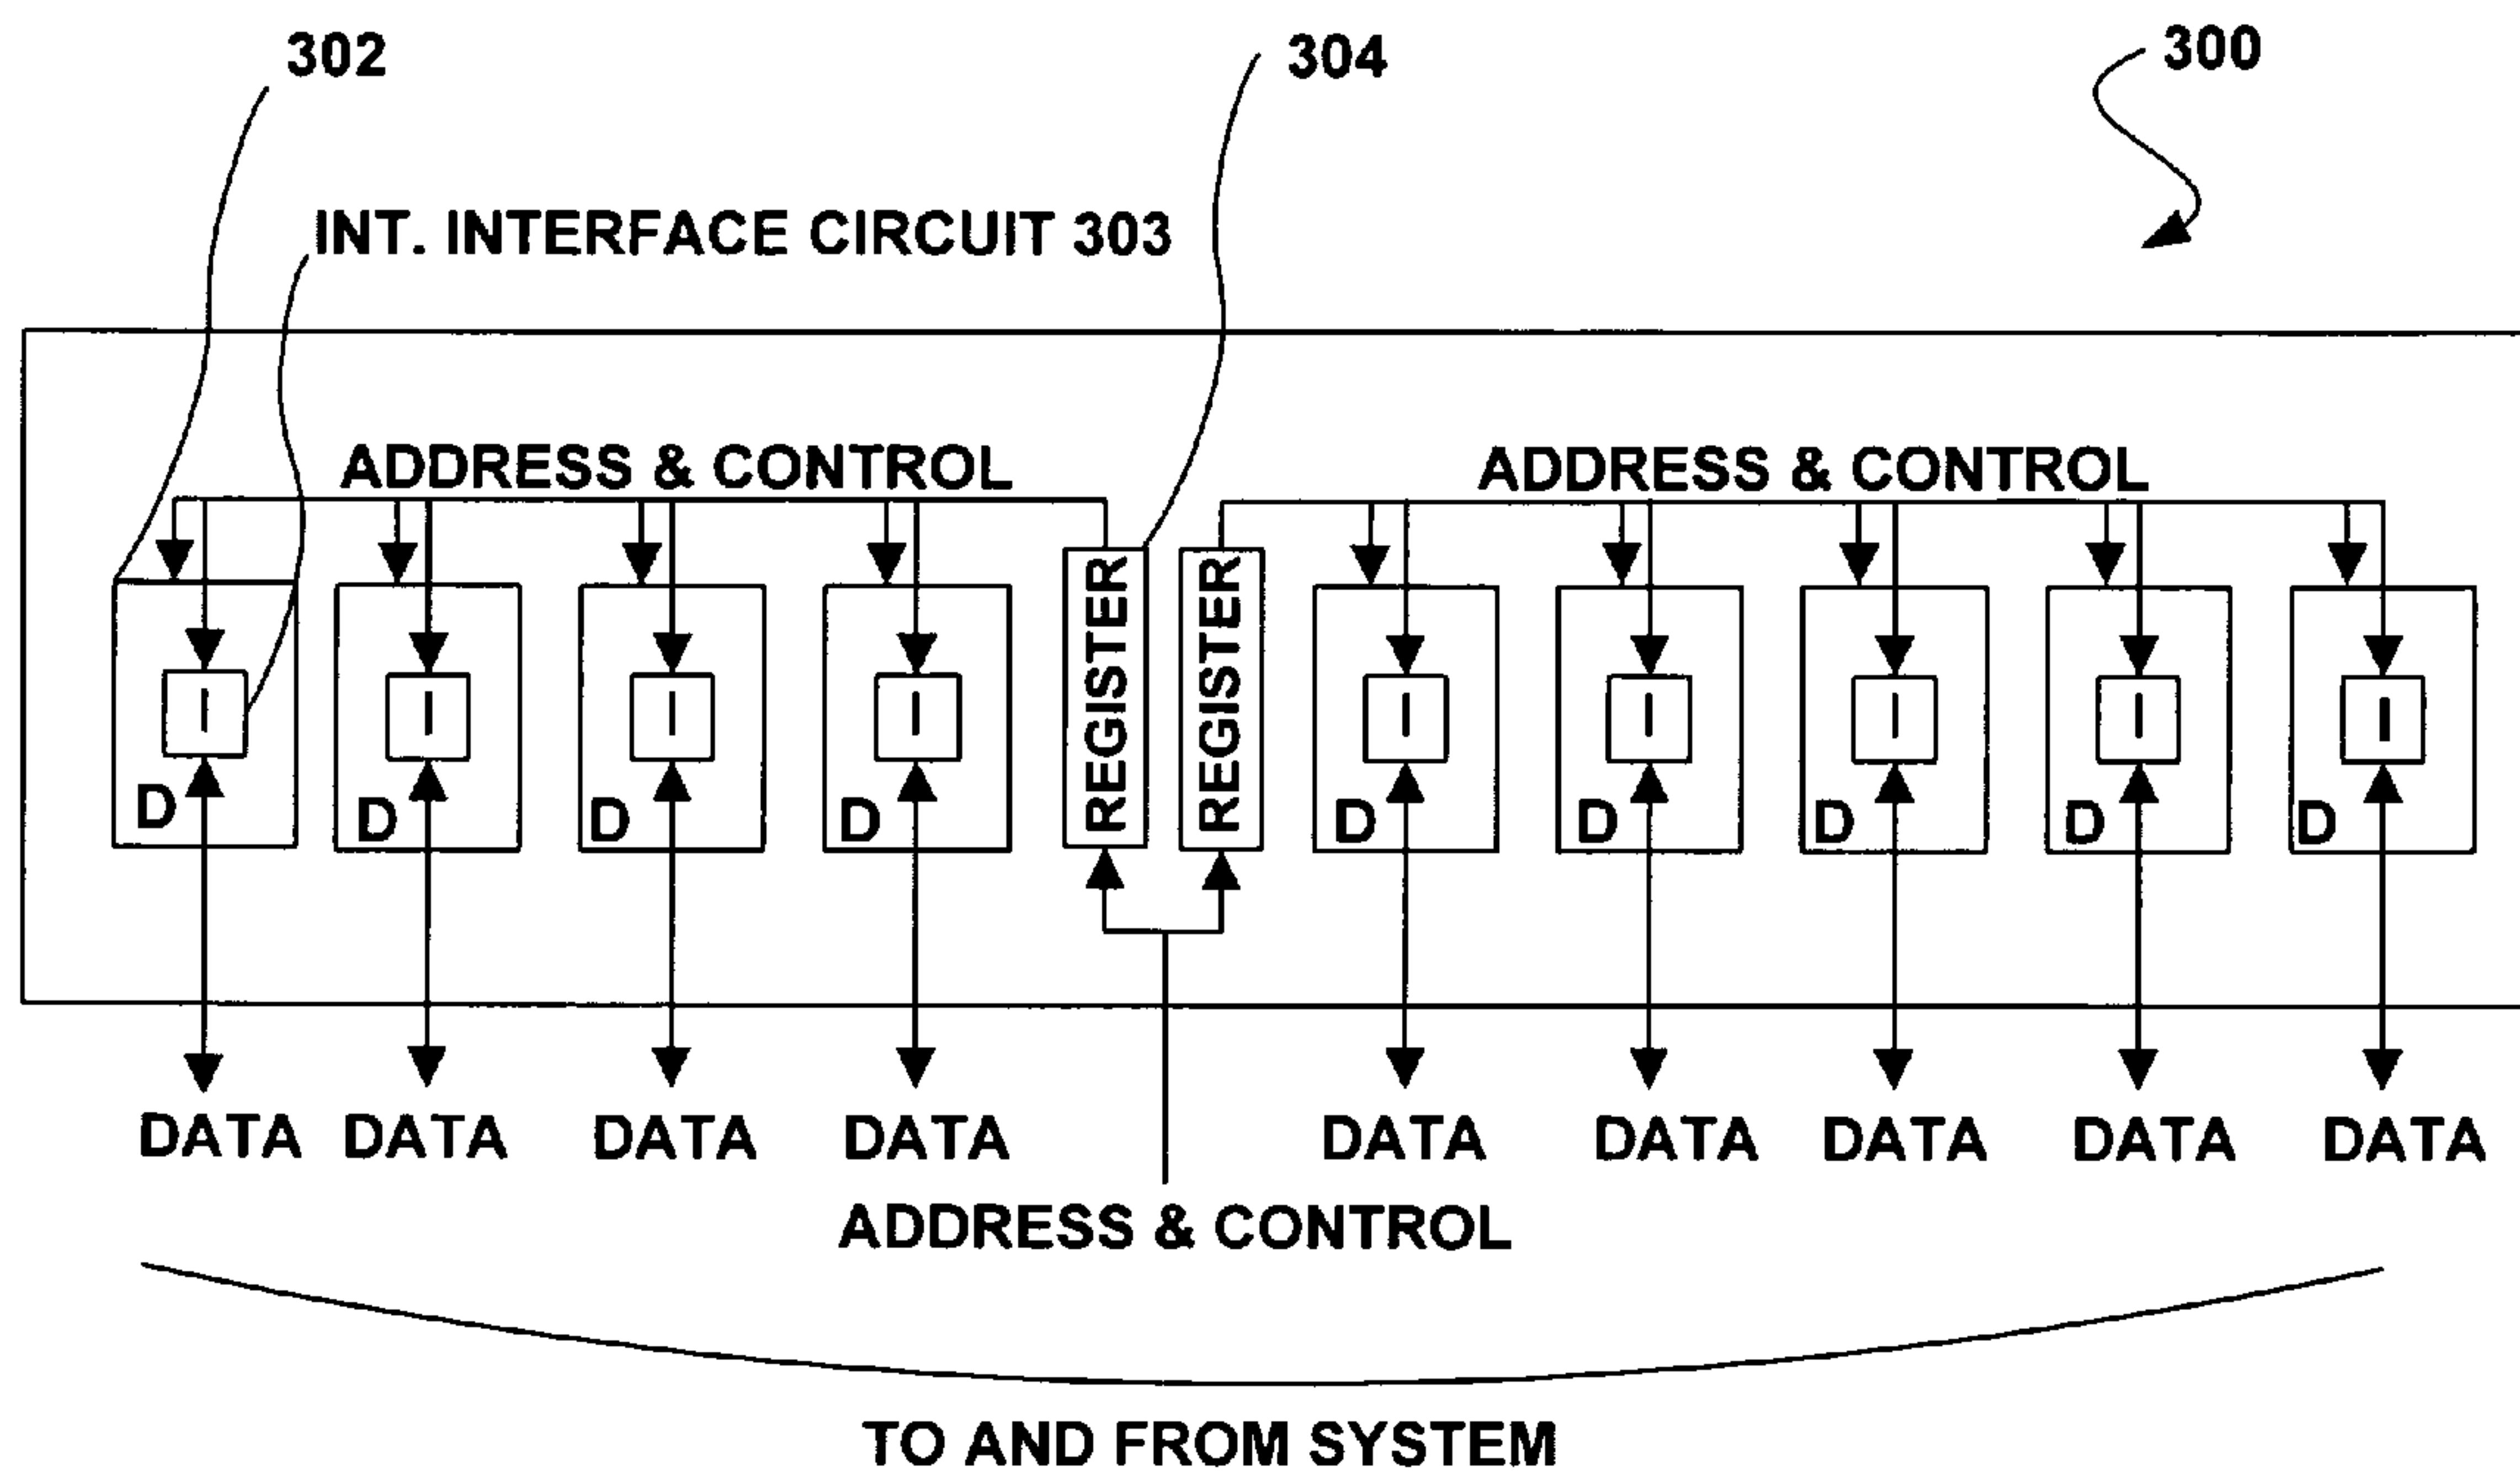 302
304
300
INT. INTERFACE CIRCUIT 303
ADDRESS & CONTROL
ADDRESS & CONTROL
I
I
I
I
REGISTER
REGISTER
I
I
I
I
I
D
D
D
D
D
D
D
D
D
DATA
DATA
DATA
DATA
DATA
DATA
DATA
DATA
DATA
ADDRESS & CONTROL
TO AND FROM SYSTEM